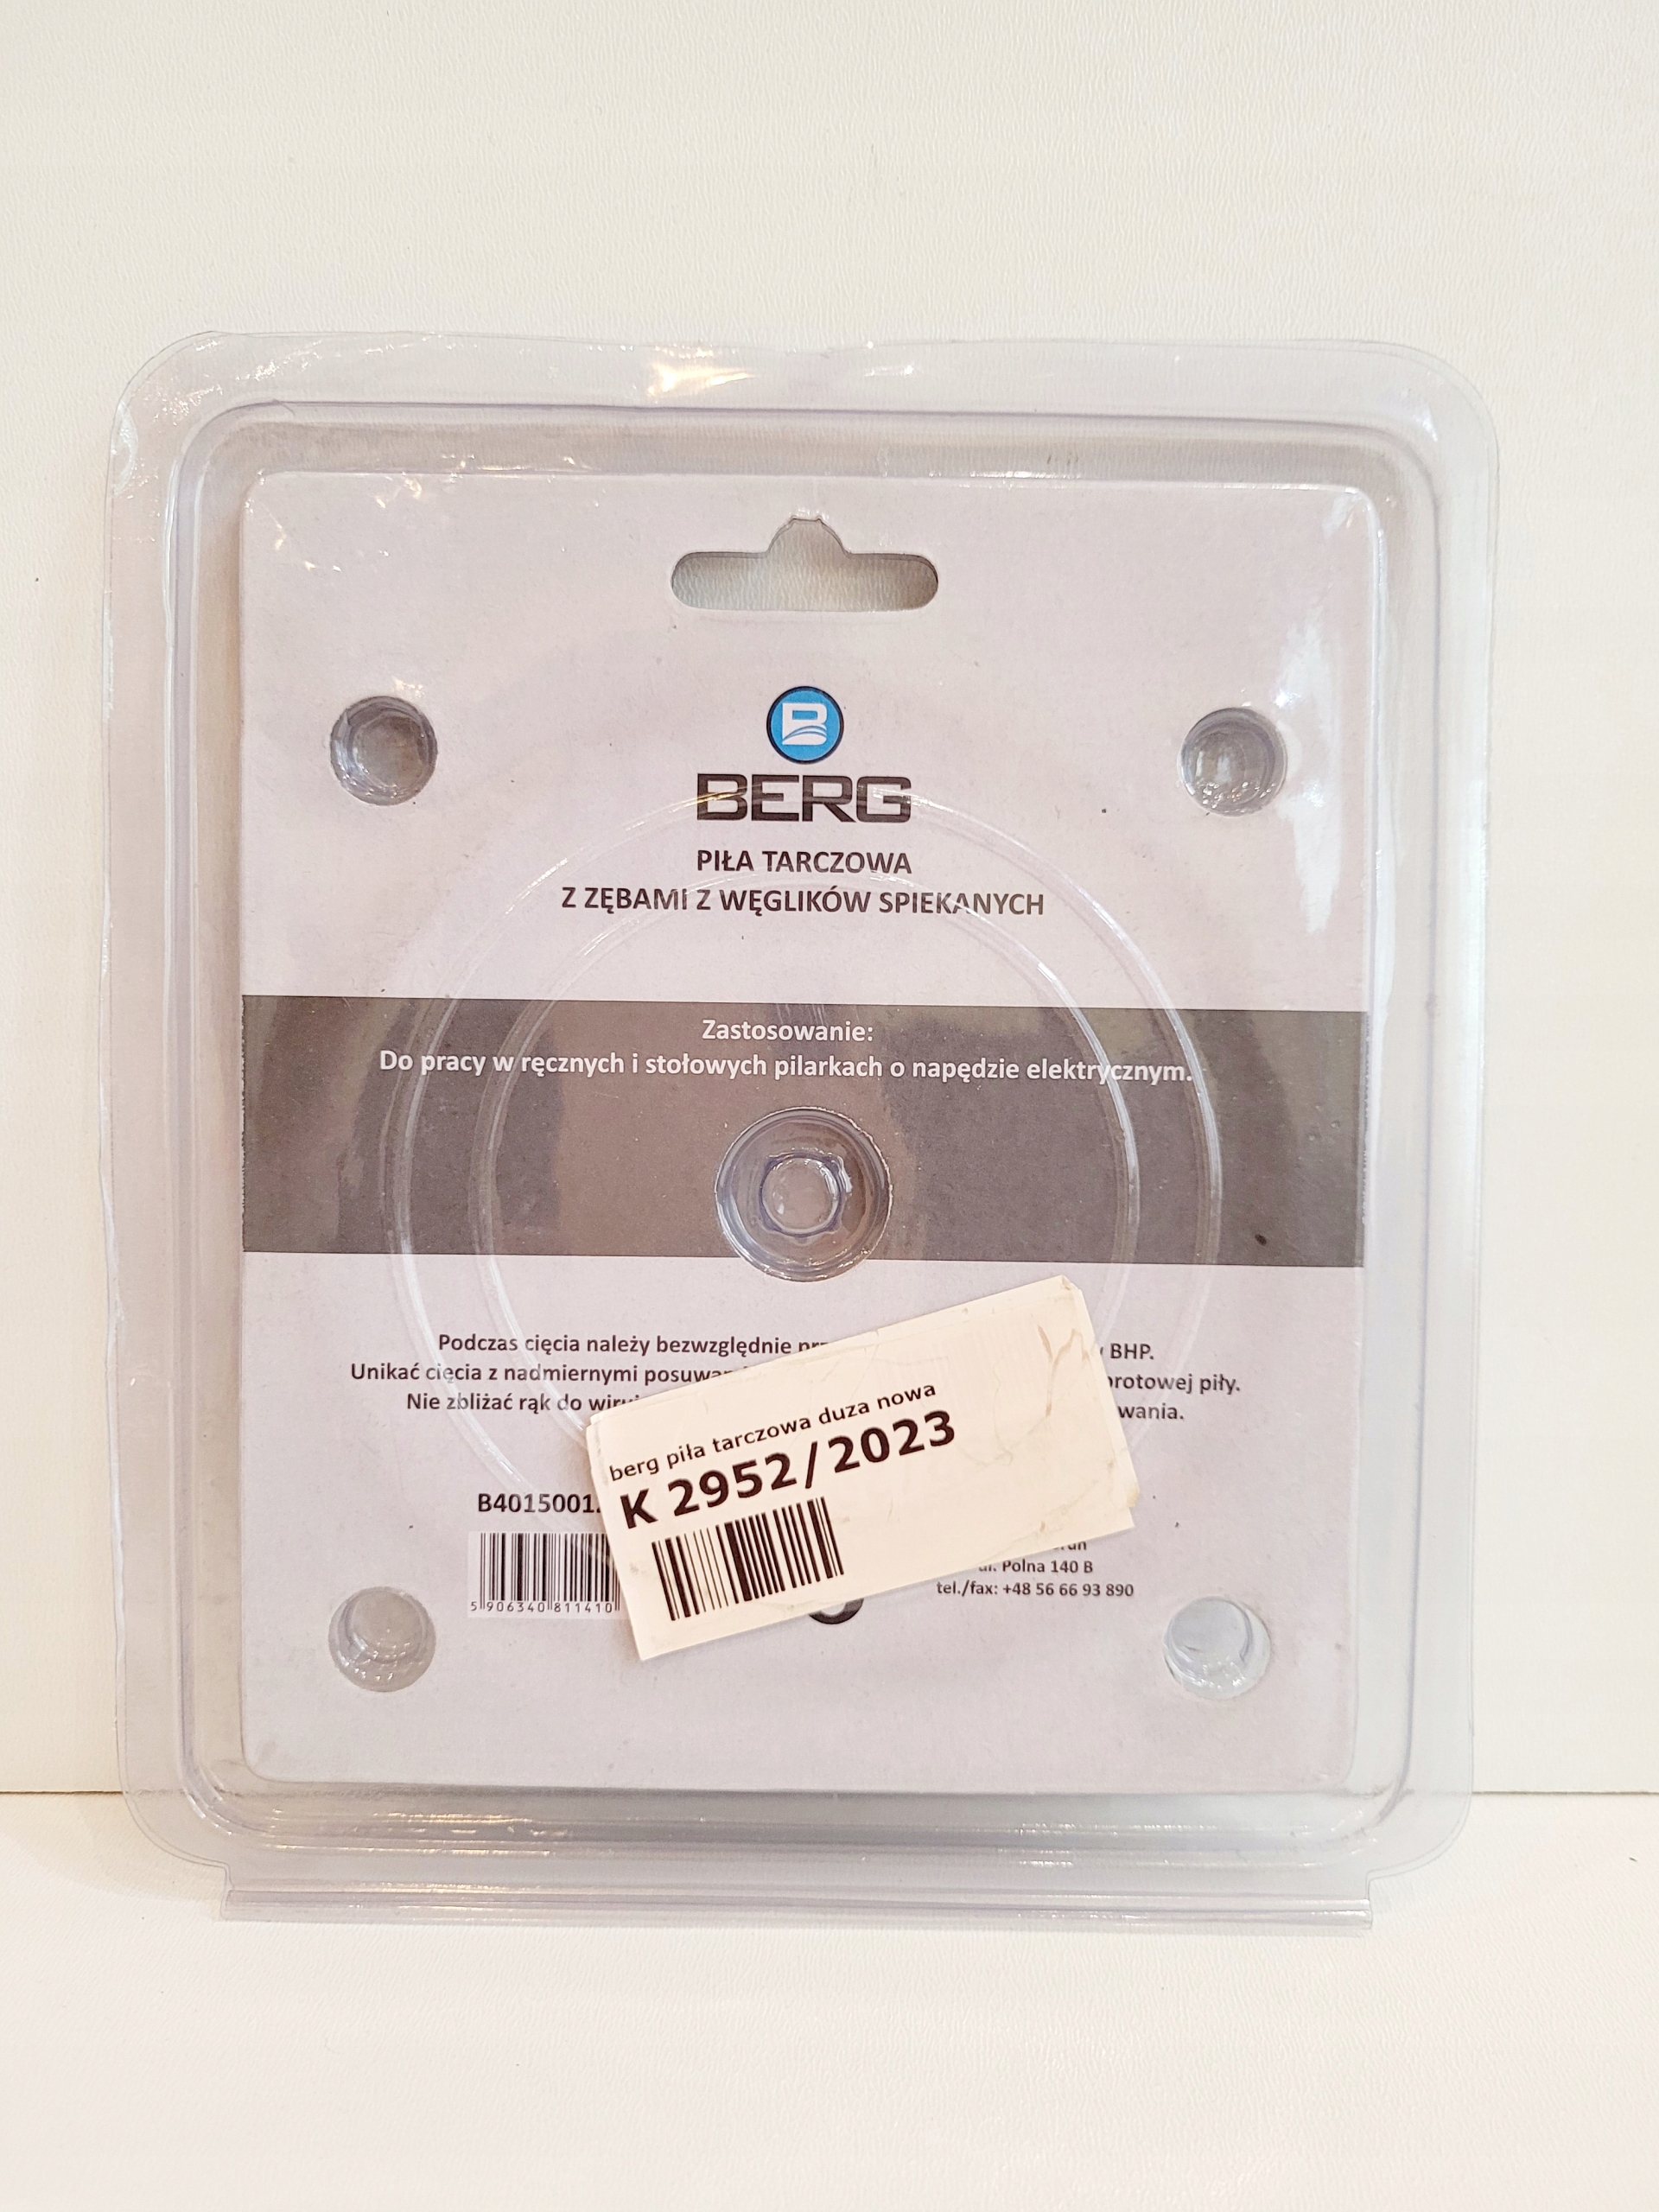 B
BERG
PIŁA TARCZOWA
Z ZĘBAMI Z WĘGLIKÓW SPIEKANYCH
Zastosowanie:
Do pracy w ręcznych i stołowych pilarkach o napędzie elektrycznym.
Podczas cięcia należy bezwzględnie BHP.
Unikać cięcia z nadmiernymi piły.
Nie zbliżać rąk do
berg piła tarczowa duza nowa
K 2952/2023
B4015001
5 906340 811410
ul. Polna 140 B
tel./fax: +48 56 66 93 890